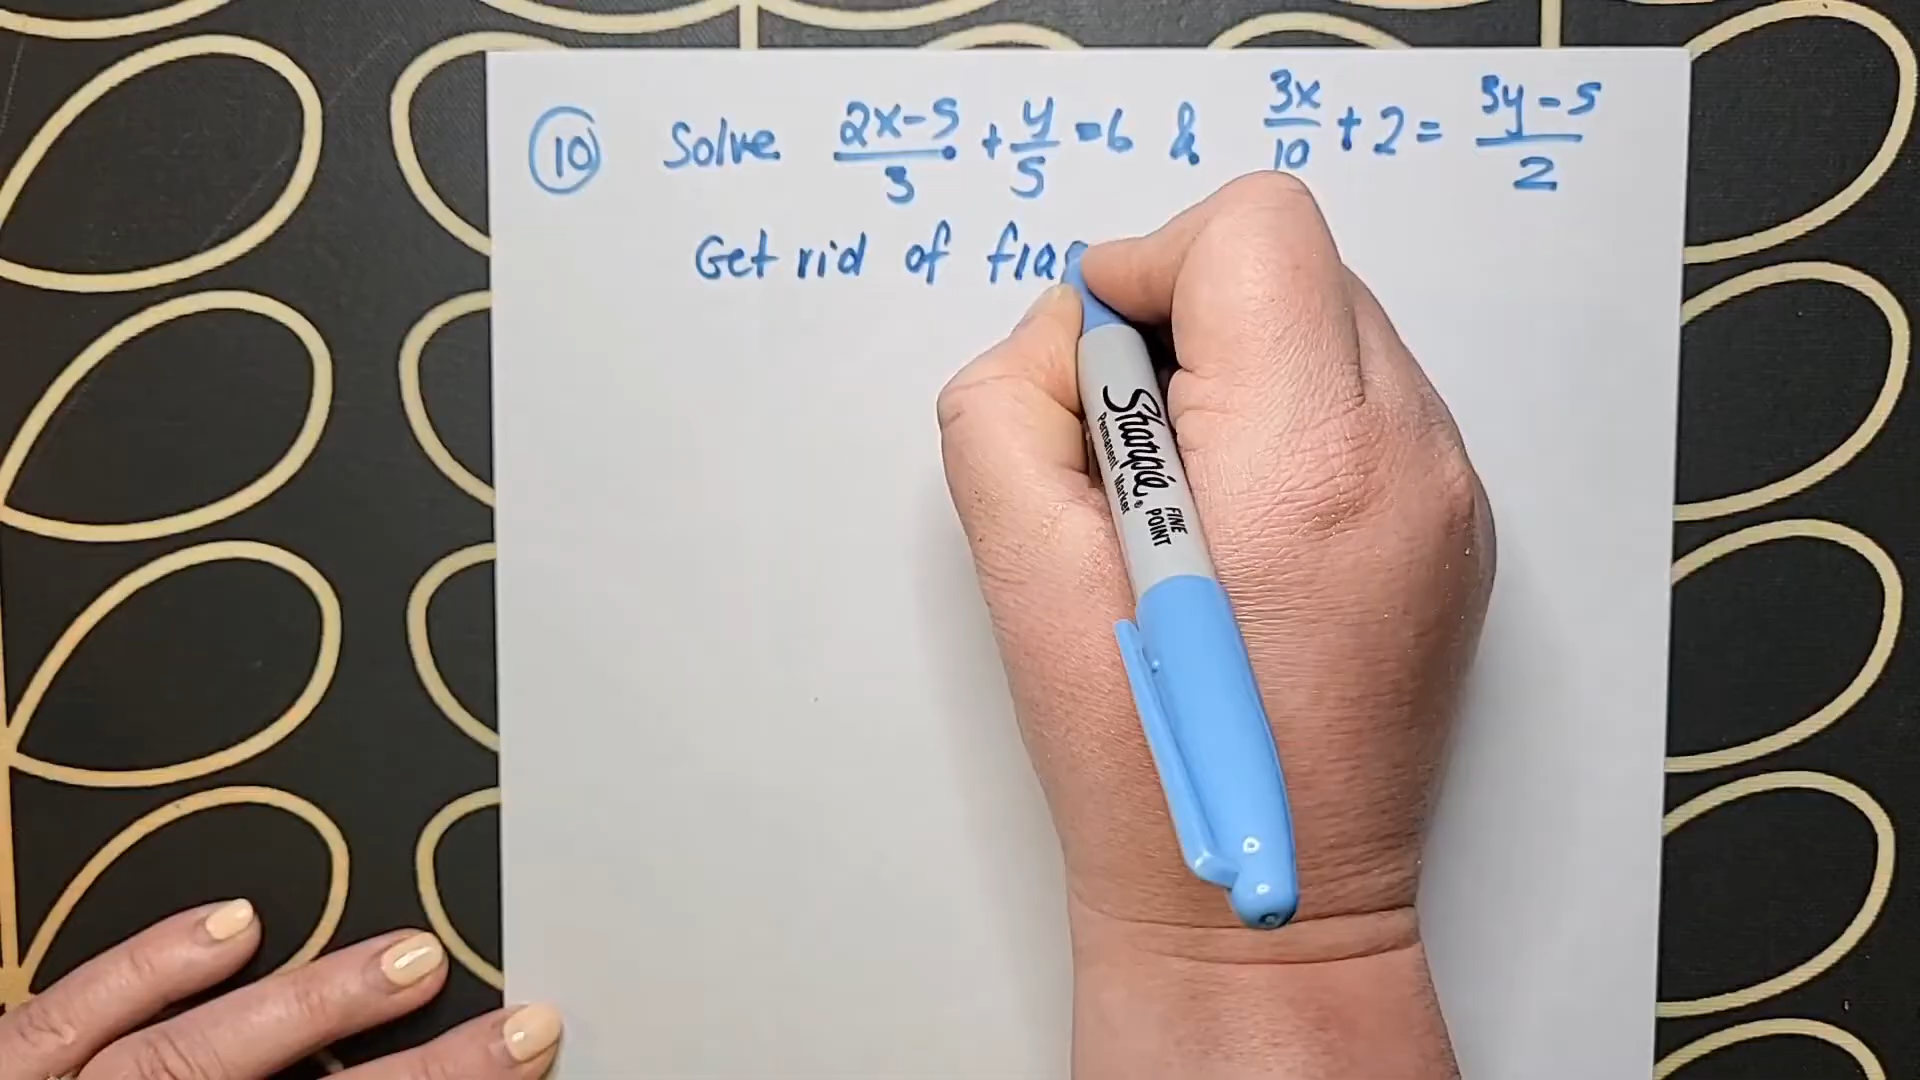 10 Solve (2x-5)/3 + y/5 = 6 & 3x/10 + 2 = (3y-5)/2
Get rid of frac
Sharpie®
Permanent Marker
FINE
POINT